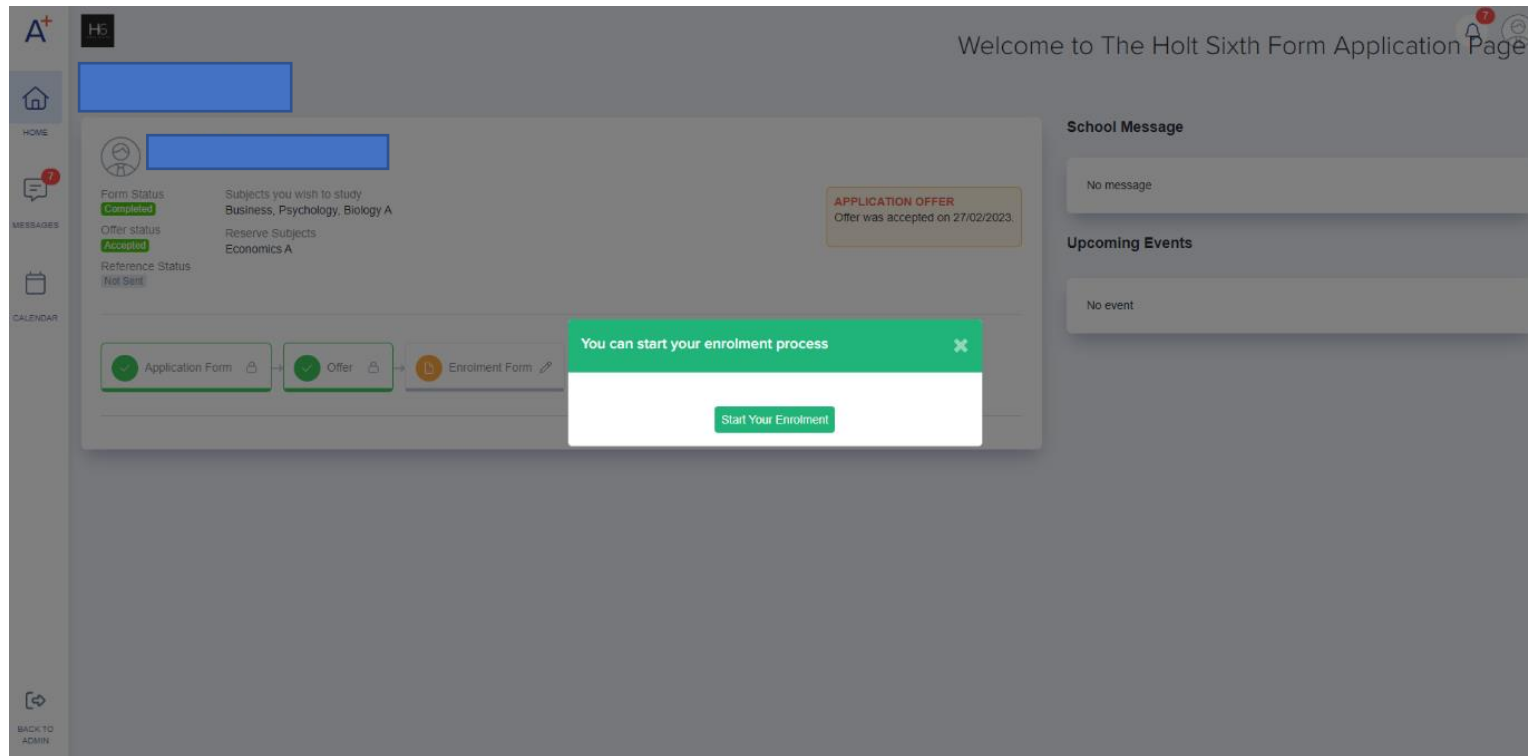 A+
H6
7
Welcome to The Holt Sixth Form Application Page
HOME
7
MESSAGES
CALENDAR
Form Status
Completed
Offer status
Accepted
Reference Status
Not Sent
Subjects you wish to study
Business, Psychology, Biology A
Reserve Subjects
Economics A
APPLICATION OFFER
Offer was accepted on 27/02/2023.
School Message
No message
Upcoming Events
No event
Application Form
Offer
Enrolment Form
You can start your enrolment process
Start Your Enrolment
BACK TO
ADMIN